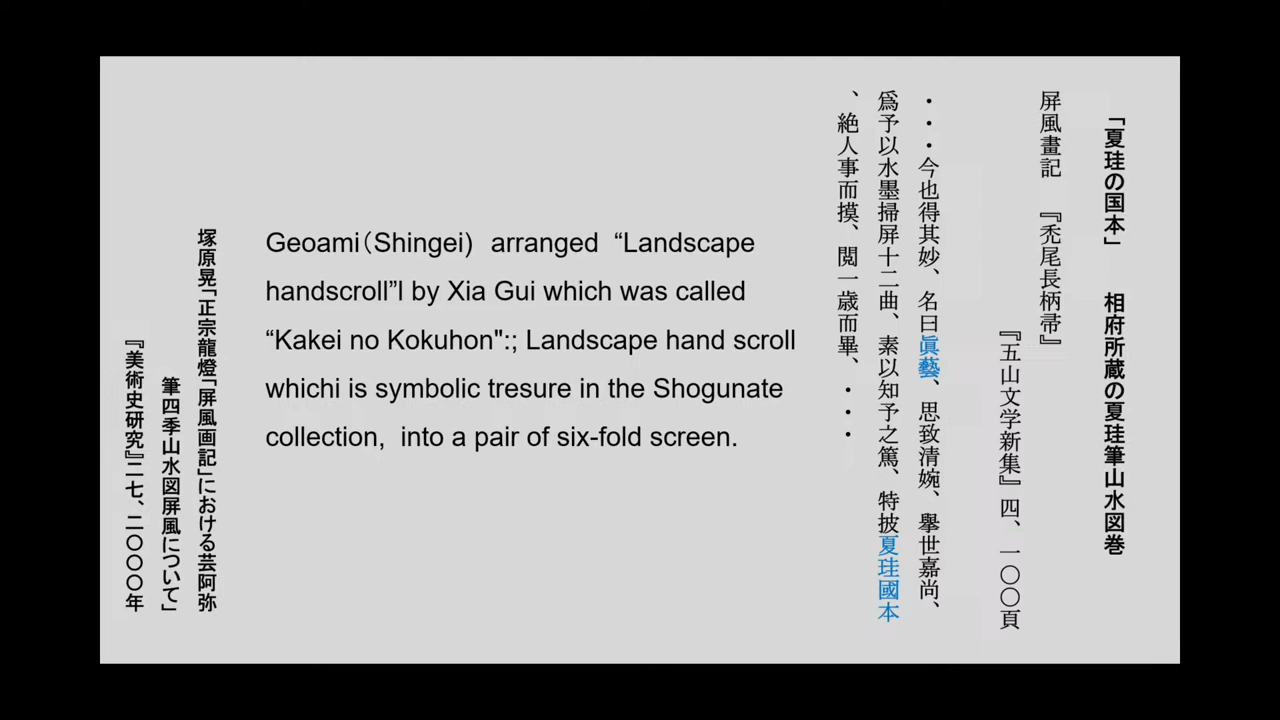 「夏珪の国本」　相府所蔵の夏珪筆山水図巻
屏風畫記　『禿尾長柄帚』
『五山文学新集』四、一〇〇頁
・・・今也得其妙、名曰眞藝、思致清婉、擧世嘉尚、
爲予以水墨掃屏十二曲、素以知予之篤、特披夏珪國本
、絶人事而摸、閲一歳而畢、・・・
Geoami（Shingei） arranged “Landscape
handscroll”l by Xia Gui which was called
“Kakei no Kokuhon":; Landscape hand scroll
whichi is symbolic tresure in the Shogunate
collection, into a pair of six-fold screen.
塚原晃「正宗龍燈「屏風画記」における芸阿弥
筆四季山水図屏風について」
『美術史研究』二七、二〇〇〇年